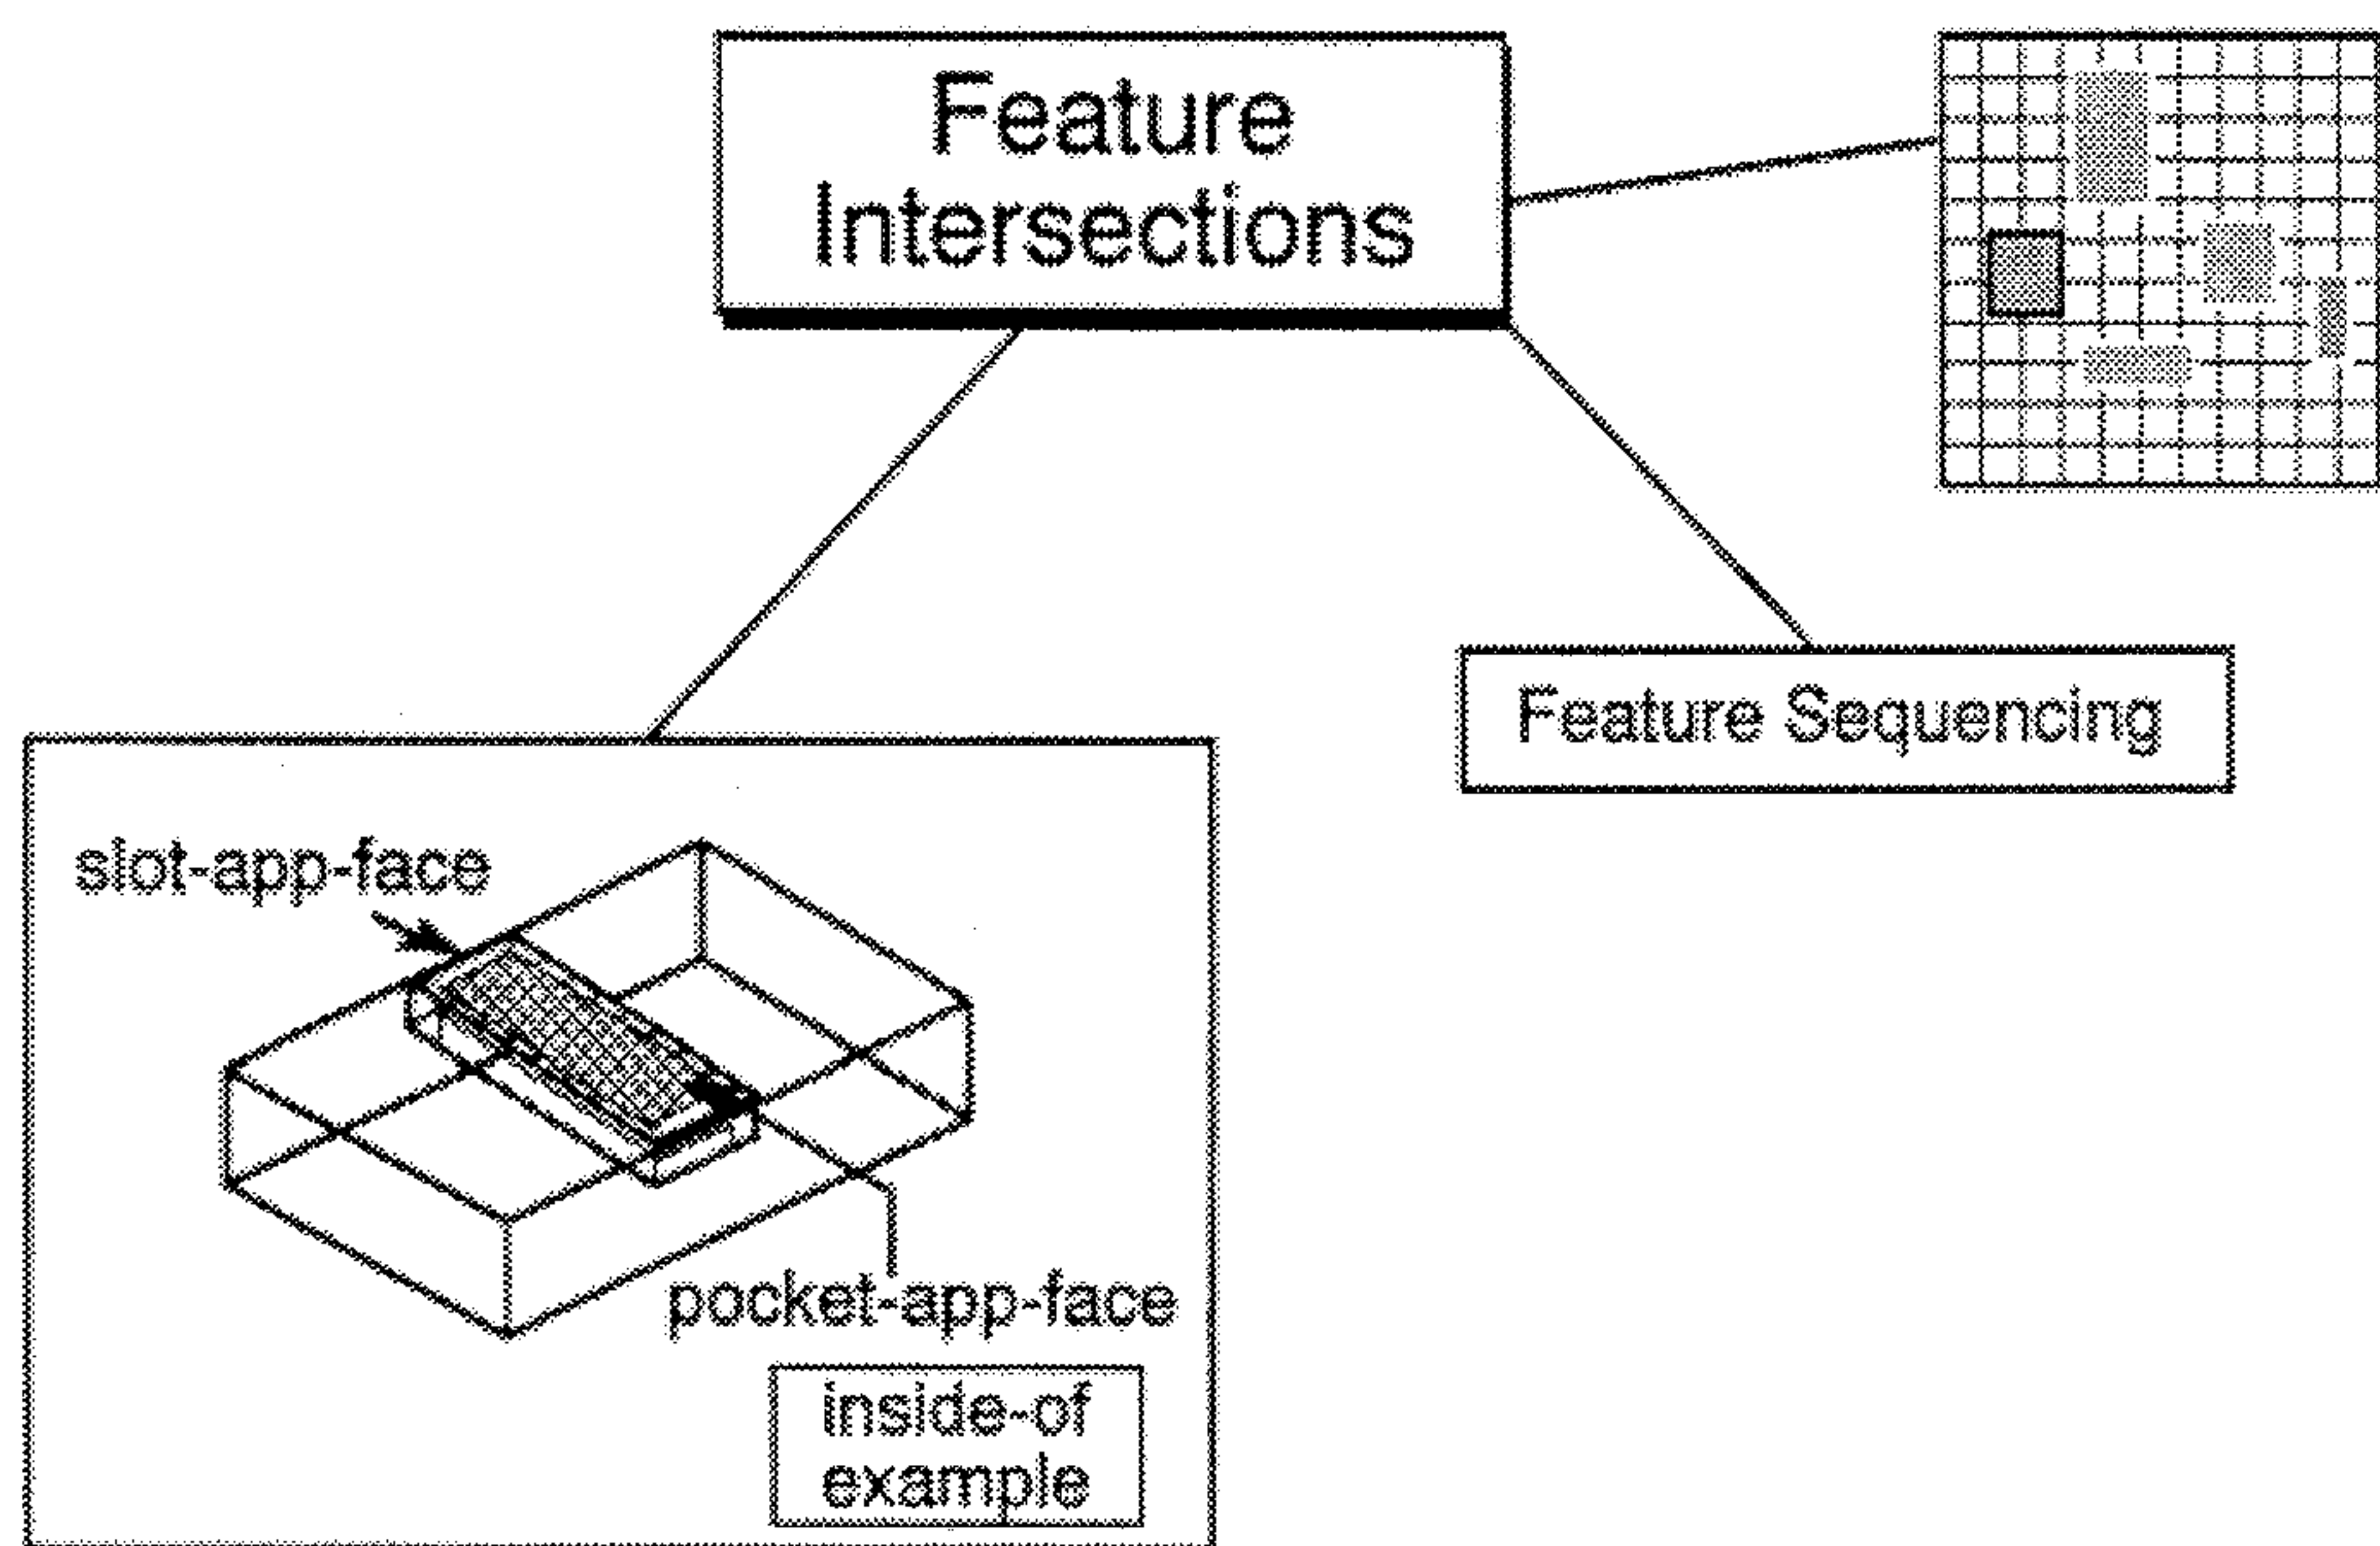 Feature
Intersections
Feature Sequencing
slot-app-face
pocket-app-face
inside-of
example